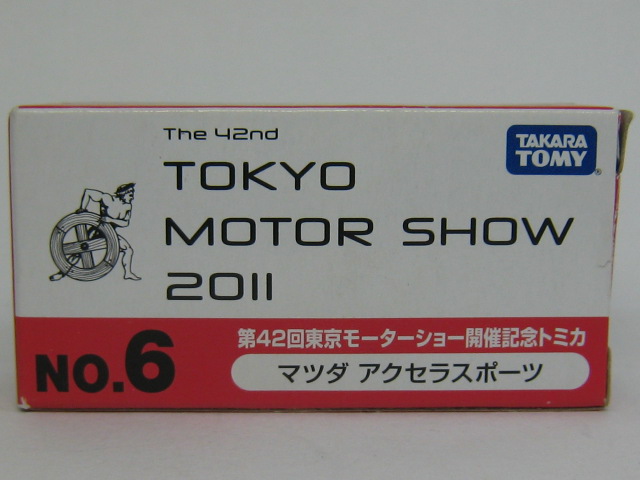 The 42nd
TOKYO
MOTOR SHOW
2011
TAKARA
TOMY®
NO.6
第42回東京モーターショー開催記念トミカ
マツダ アクセラスポーツ